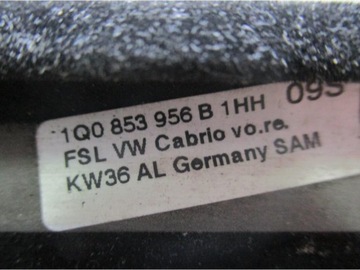 1Q0 853 956 B 1HH 09S
FSL VW Cabrio vo.re.
KW36 AL Germany SAM